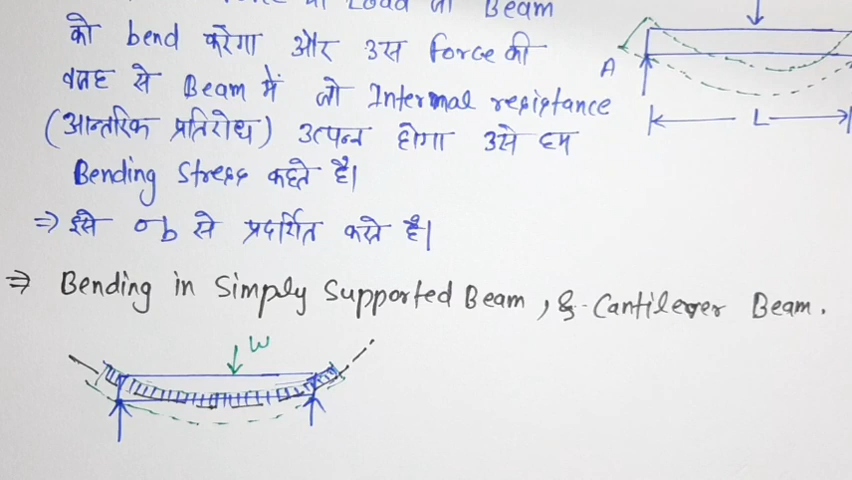 Load जो Beam
को bend करेगा और उस force की
वजह से Beam में जो Internal resistance
(आन्तरिक प्रतिरोध) उत्पन्न होगा उसे हम
Bending Stress कहते है।
⇒ इसे σb से प्रदर्शित करते है।
⇒ Bending in Simply Supported Beam, & Cantilever Beam.
A
L
W